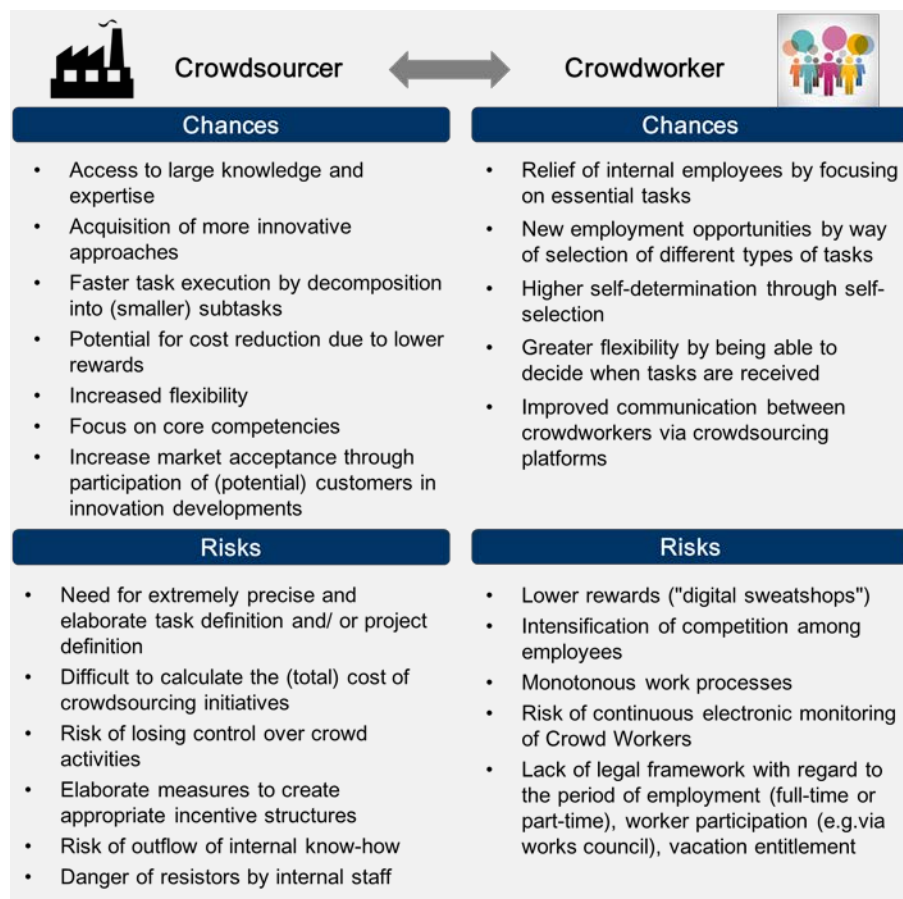 Crowdsourcer
Crowdworker
Chances
• Access to large knowledge and
expertise
• Acquisition of more innovative
approaches
• Faster task execution by decomposition
into (smaller) subtasks
• Potential for cost reduction due to lower
rewards
• Increased flexibility
• Focus on core competencies
• Increase market acceptance through
participation of (potential) customers in
innovation developments
Chances
• Relief of internal employees by focusing
on essential tasks
• New employment opportunities by way
of selection of different types of tasks
• Higher self-determination through self-
selection
• Greater flexibility by being able to
decide when tasks are received
• Improved communication between
crowdworkers via crowdsourcing
platforms
Risks
• Need for extremely precise and
elaborate task definition and/ or project
definition
• Difficult to calculate the (total) cost of
crowdsourcing initiatives
• Risk of losing control over crowd
activities
• Elaborate measures to create
appropriate incentive structures
• Risk of outflow of internal know-how
• Danger of resistors by internal staff
Risks
• Lower rewards ("digital sweatshops")
• Intensification of competition among
employees
• Monotonous work processes
• Risk of continuous electronic monitoring
of Crowd Workers
• Lack of legal framework with regard to
the period of employment (full-time or
part-time), worker participation (e.g.via
works council), vacation entitlement